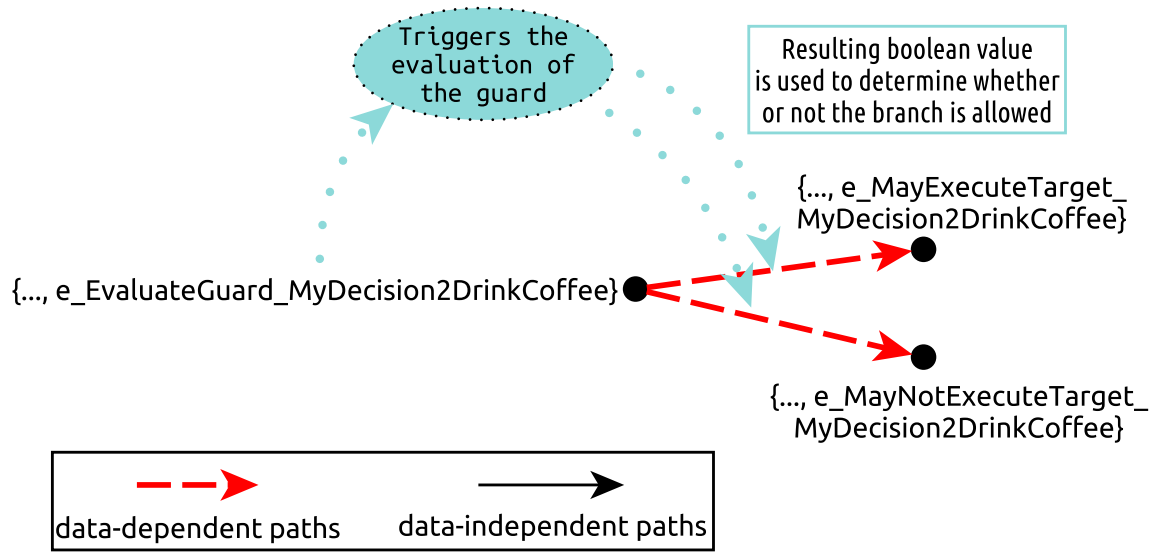 Triggers the
evaluation of
the guard
Resulting boolean value
is used to determine whether
or not the branch is allowed
{..., e_MayExecuteTarget_
MyDecision2DrinkCoffee}
{..., e_EvaluateGuard_MyDecision2DrinkCoffee}
{..., e_MayNotExecuteTarget_
MyDecision2DrinkCoffee}
data-dependent paths
data-independent paths